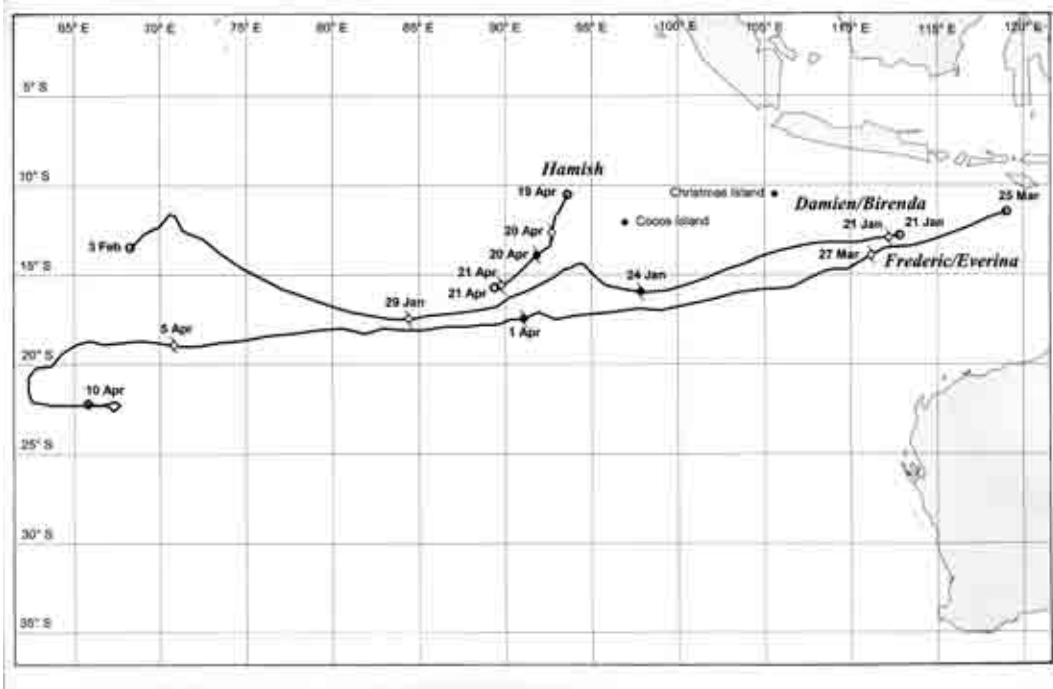 65° E 70° E 75° E 80° E 85° E 90° E 95° E 100° E 105° E 110° E 115° E 120° E
5° S
10° S
Hamish
19 Apr
Christmas Island
25 Mar
Damien/Birenda
Cocos Island
20 Apr
21 Jan 21 Jan
3 Feb
20 Apr
27 Mar
Frederic/Everina
15° S
21 Apr
24 Jan
21 Apr
29 Jan
5 Apr
1 Apr
20° S
10 Apr
25° S
30° S
35° S